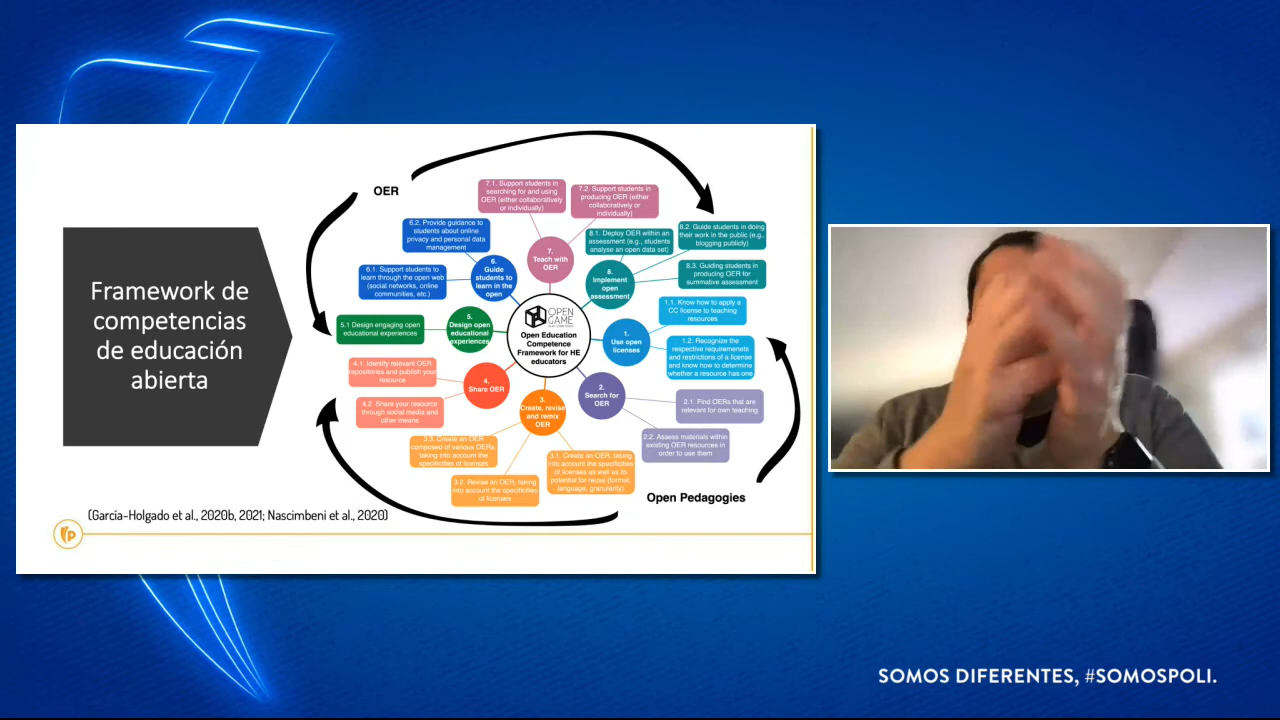 Framework de
competencias
de educación
abierta
OER
7.1. Support students in
searching for and using
OER (either collaboratively
or individually)
7.2. Support students in
producing OER (either
collaboratively or
individually)
6.2. Provide guidance to
students about online
privacy and personal data
management
8.1. Deploy OER within an
assessment (e.g., students
analyse an open data set)
8.2. Guide students in doing
their work in the public (e.g.,
blogging publicly)
6.1. Support students to
learn through the open web
(social networks, online
communities, etc.)
6.
Guide
students to
learn in the
open
7.
Teach with
OER
8.
Implement
open
assessment
8.3. Guiding students in
producing OER for
summative assessment
5.1 Design engaging open
educational experiences
5.
Design open
educational
experiences
OPEN
GAME
Open Education
Competence
Framework for HE
educators
1.
Use open
licenses
1.1. Know how to apply a
CC license to teaching
resources
1.2. Recognize the
respective requiremenets
and restrictions of a license
and know how to determine
whether a resource has one
4.1. Identify relevant OER
repositories and publish your
resource
4.
Share OER
4.2. Share your resource
through social media and
other means
3.
Create, revise
and remix
OER
2.
Search for
OER
2.1. Find OERs that are
relevant for own teaching
2.2. Assess materials within
existing OER resources in
order to use them
3.3. Create an OER
composed of various OERs,
taking into account the
specificities of licenses
3.2. Revise an OER, taking
into account the specificities
of licenses
3.1. Create an OER, taking
into account the specificities
of licenses as well as its
potential for reuse (format,
language, granularity)
Open Pedagogies
(García-Holgado et al., 2020b, 2021; Nascimbeni et al., 2020)
SOMOS DIFERENTES, #SOMOSPOLI.